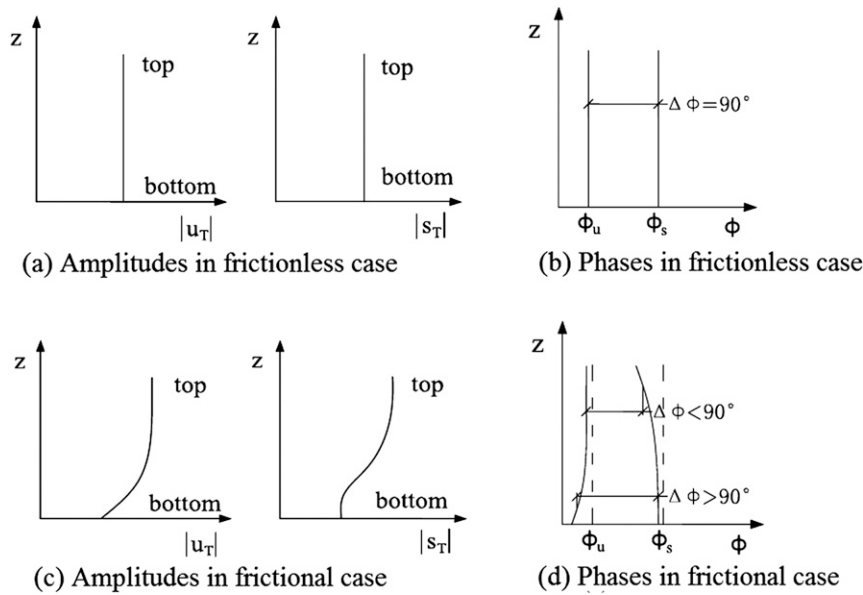 z
top
bottom
|u_T|
z
top
bottom
|s_T|
(a) Amplitudes in frictionless case
z
Δ ϕ=90°
ϕ_u
ϕ_s
ϕ
(b) Phases in frictionless case
z
top
bottom
|u_T|
z
top
bottom
|s_T|
(c) Amplitudes in frictional case
z
Δ ϕ<90°
Δ ϕ>90°
ϕ_u
ϕ_s
ϕ
(d) Phases in frictional case